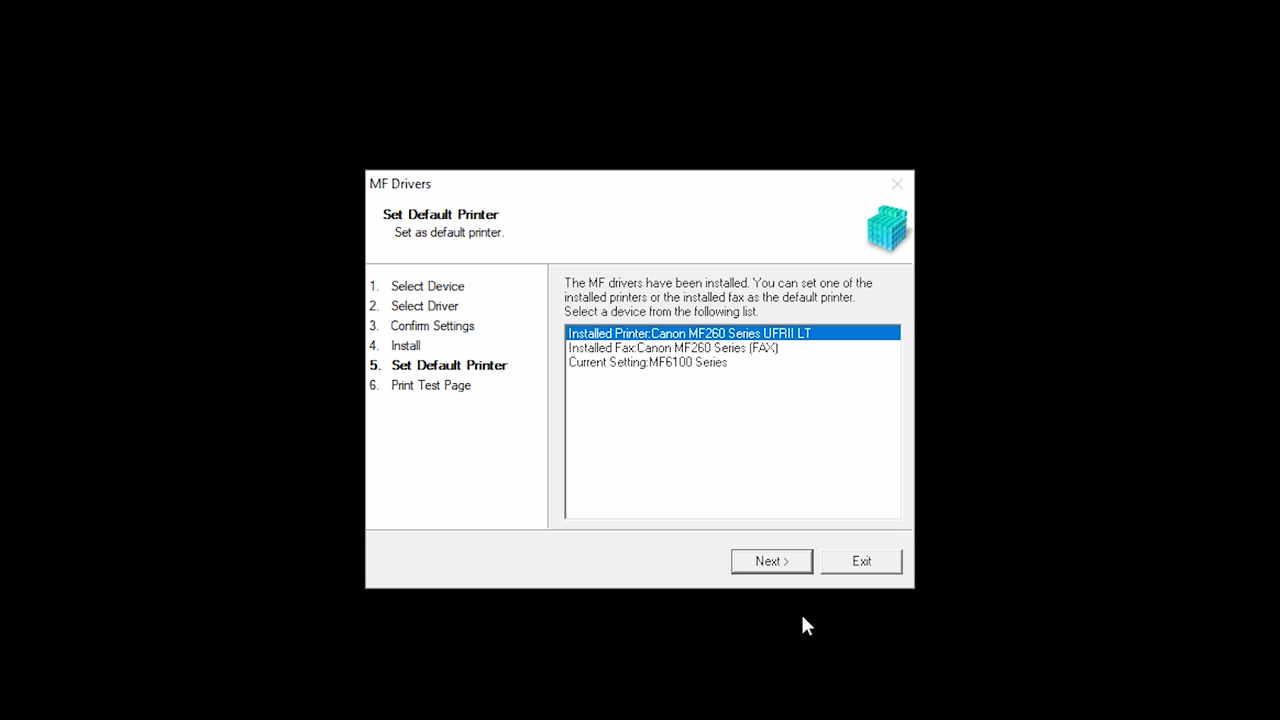 MF Drivers
Set Default Printer
Set as default printer.
1. Select Device
2. Select Driver
3. Confirm Settings
4. Install
5. Set Default Printer
6. Print Test Page
The MF drivers have been installed. You can set one of the
installed printers or the installed fax as the default printer.
Select a device from the following list.
Installed Printer:Canon MF260 Series UFRII LT
Installed Fax:Canon MF260 Series (FAX)
Current Setting:MF6100 Series
Next >
Exit